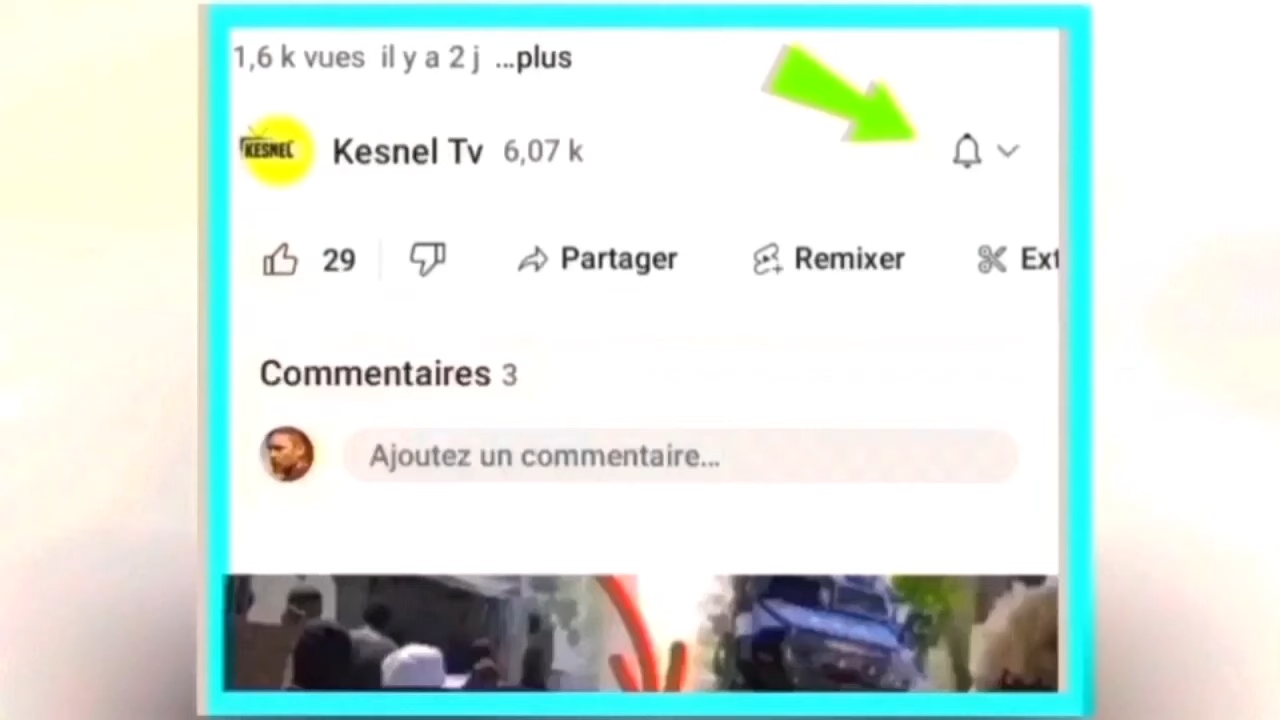 1,6 k vues il y a 2 j ...plus
KESNEL
Kesnel Tv 6,07 k
29 Partager Remixer Ext
Commentaires 3
Ajoutez un commentaire...